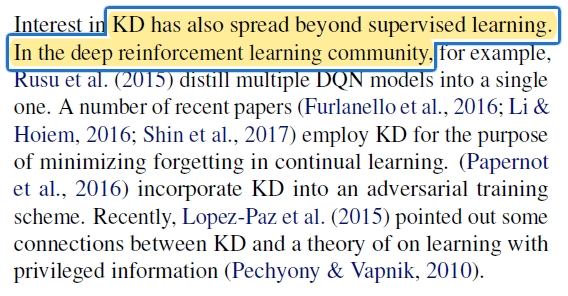 Interest in KD has also spread beyond supervised learning.
In the deep reinforcement learning community, for example,
Rusu et al. (2015) distill multiple DQN models into a single
one. A number of recent papers (Furlanello et al., 2016; Li &
Hoiem, 2016; Shin et al., 2017) employ KD for the purpose
of minimizing forgetting in continual learning. (Papernot
et al., 2016) incorporate KD into an adversarial training
scheme. Recently, Lopez-Paz et al. (2015) pointed out some
connections between KD and a theory of on learning with
privileged information (Pechyony & Vapnik, 2010).